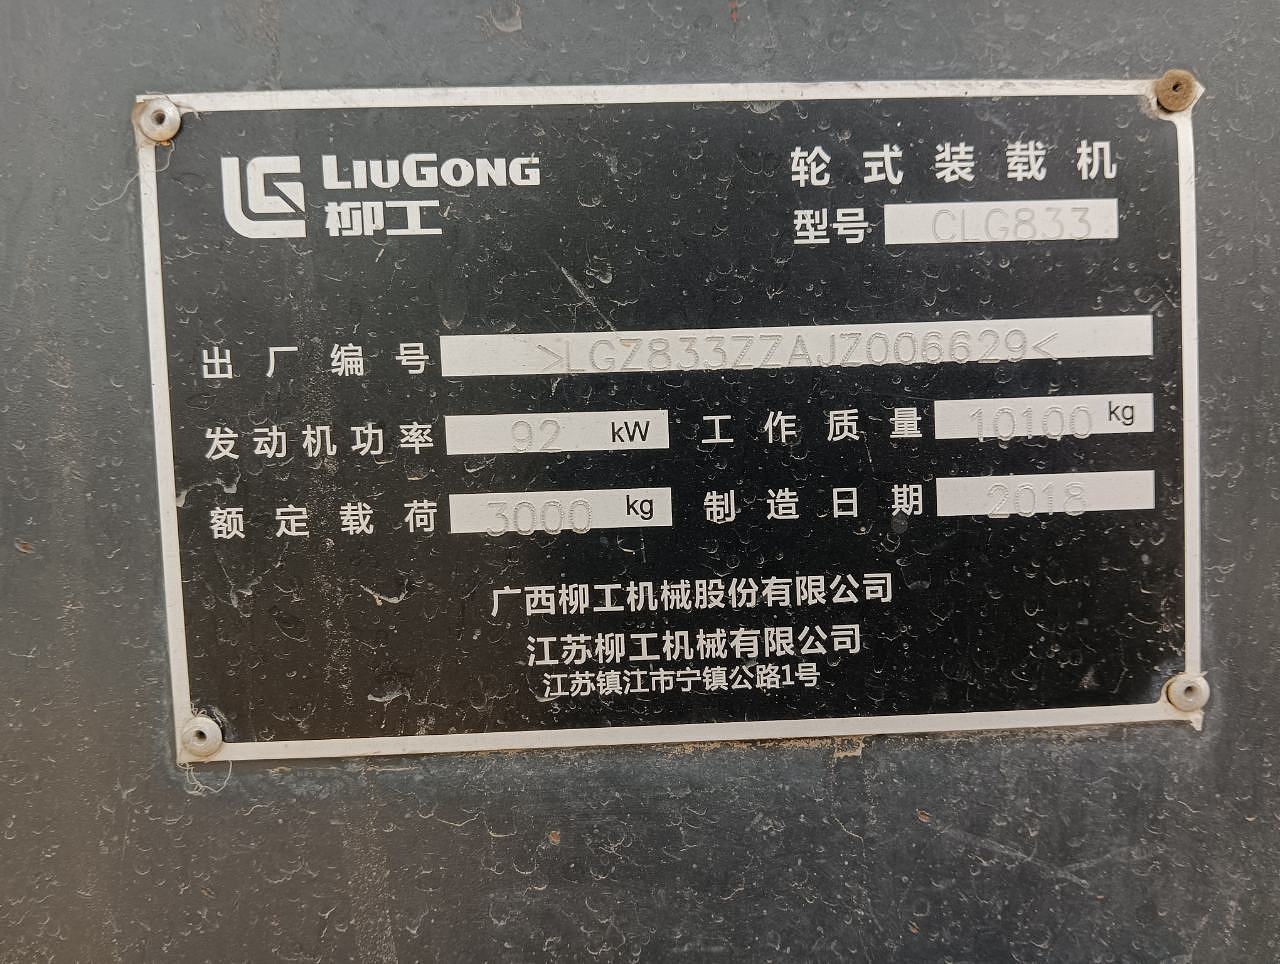 LIUGONG
柳工
轮式装载机
型号 CLG833
出厂编号 >LGZ833ZZAJZ006629<
发动机功率 92 kW 工作质量 10100 kg
额定载荷 3000 kg 制造日期 2018
广西柳工机械股份有限公司
江苏柳工机械有限公司
江苏镇江市宁镇公路1号